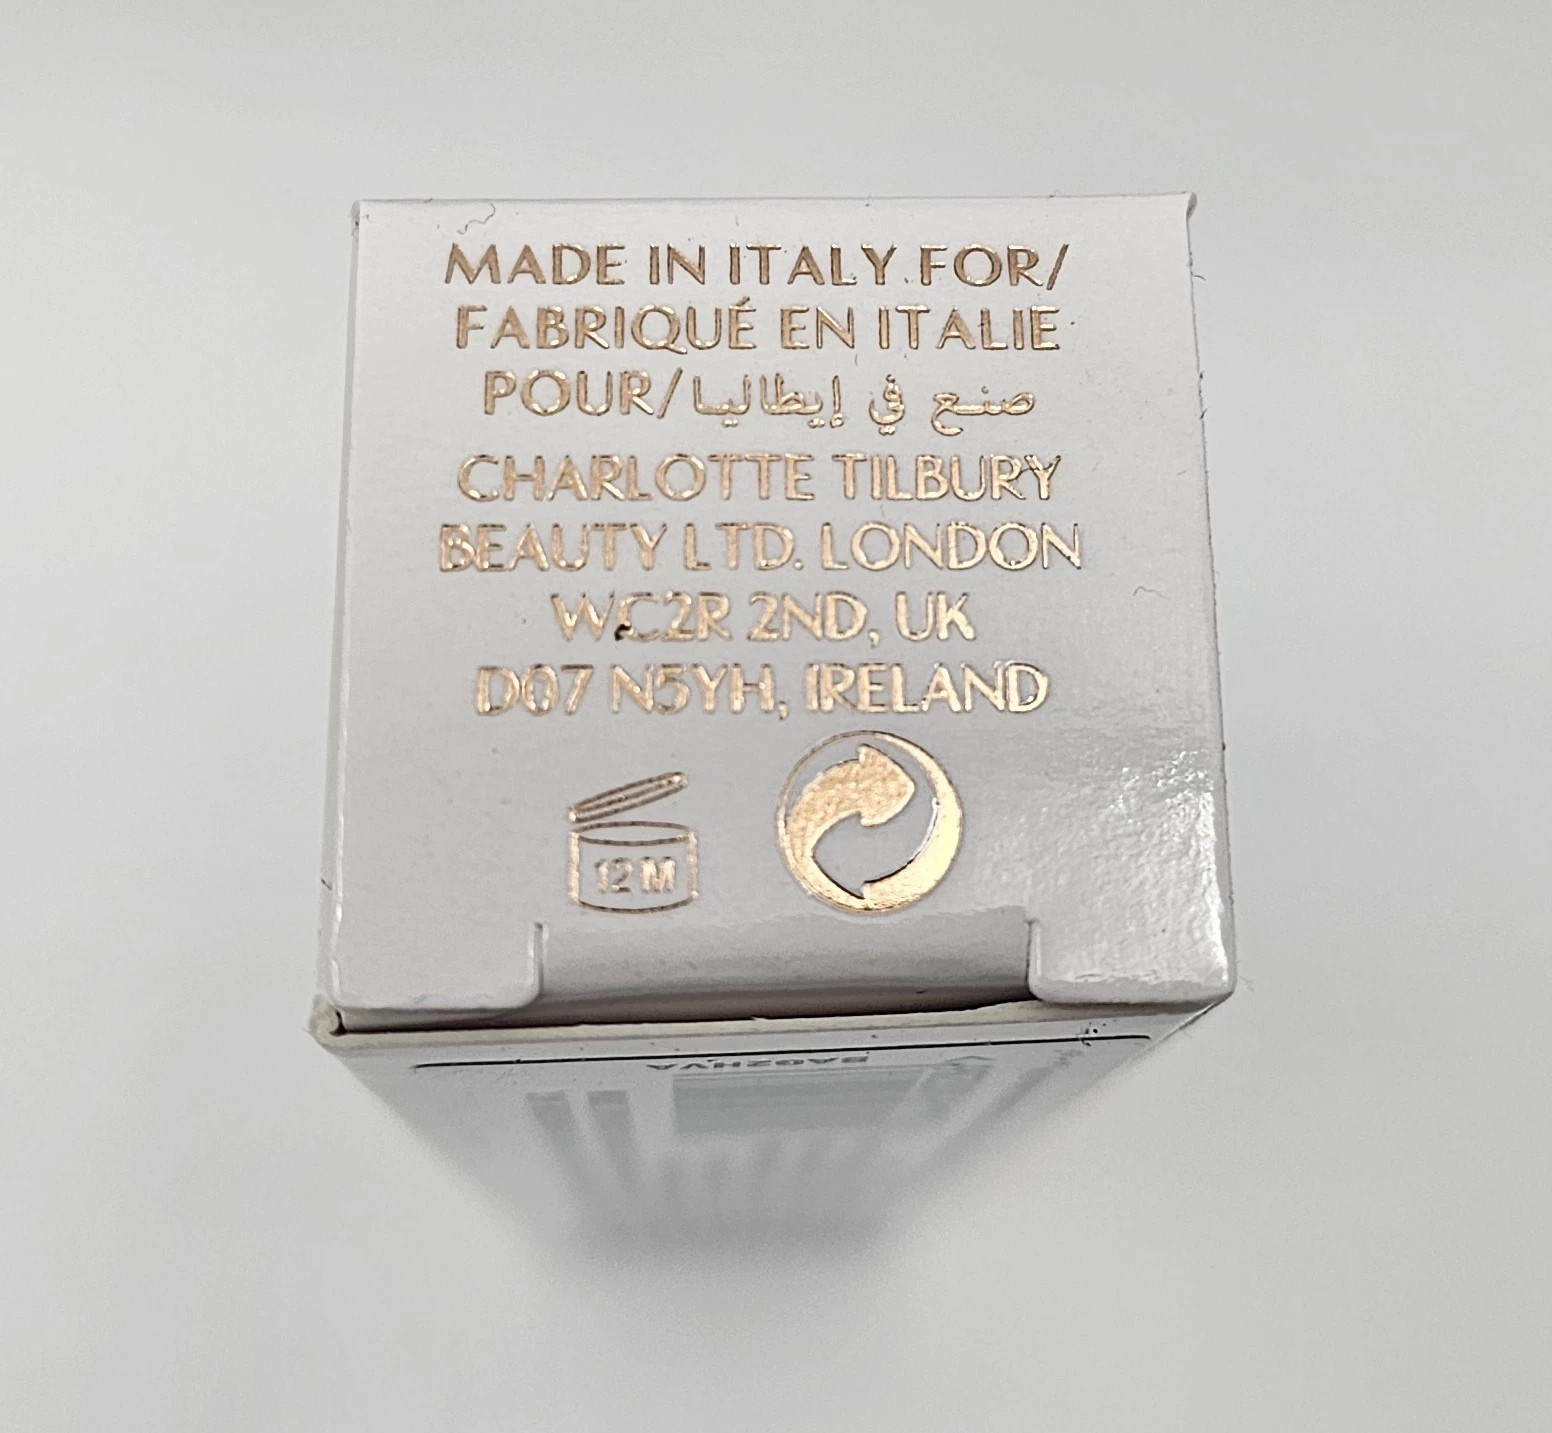 MADE IN ITALY FOR/
FABRIQUÉ EN ITALIE
POUR/صنع في إيطاليا
CHARLOTTE TILBURY
BEAUTY LTD. LONDON
WC2R 2ND, UK
D07 N5YH, IRELAND
12 M